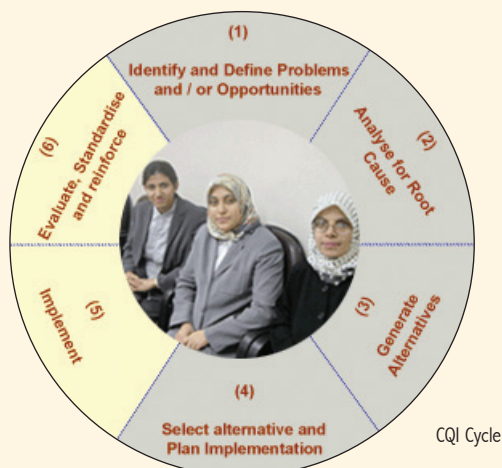 (1)
Identify and Define Problems
and / or Opportunities
(2)
Analyse for Root
Cause
(3)
Generate
Alternatives
(4)
Select alternative and
Plan Implementation
(5)
Implement
(6)
Evaluate, Standardise
and reinforce
CQI Cycle